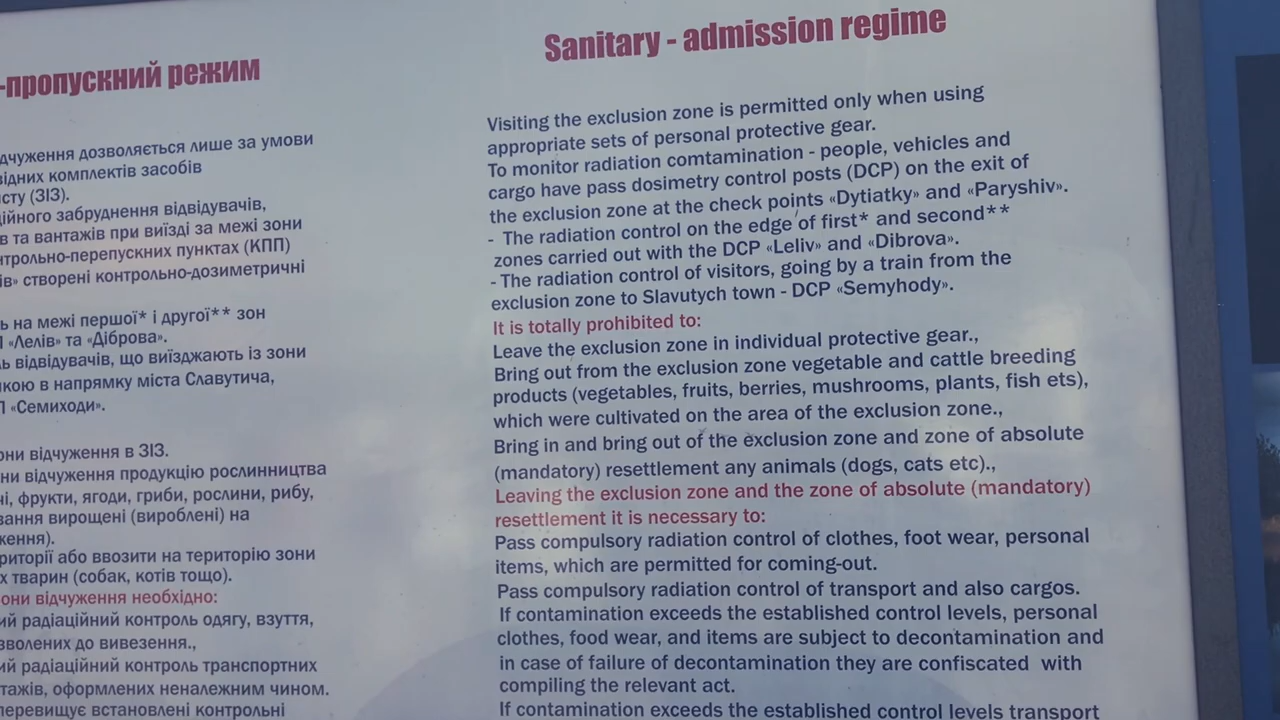 -пропускний режим
дчуження дозволяється лише за умови
відних комплектів засобів
исту (ЗІЗ).
ційного забруднення відвідувачів,
в та вантажів при виїзді за межі зони
нтрольно-перепускних пунктах (КПП)
ів» створені контрольно-дозиметричні
ь на межі першої* і другої** зон
П «Лелів» та «Діброва».
ль відвідувачів, що виїзджають із зони
чкою в напрямку міста Славутича,
П «Семиходи».
они відчуження в ЗІЗ.
ни відчуження продукцію рослинництва
чі, фрукти, ягоди, гриби, рослини, рибу,
вання вирощені (вироблені) на
ження).
риторії або ввозити на територію зони
х тварин (собак, котів тощо).
они відчуження необхідно:
ий радіаційний контроль одягу, взуття,
зволених до вивезення.,
ий радіаційний контроль транспортних
тажів, оформлених неналежним чином.
перевищує встановлені контрольні
Sanitary - admission regime
Visiting the exclusion zone is permitted only when using
appropriate sets of personal protective gear.
To monitor radiation comtamination - people, vehicles and
cargo have pass dosimetry control posts (DCP) on the exit of
the exclusion zone at the check points «Dytiatky» and «Paryshiv».
- The radiation control on the edge of first* and second**
zones carried out with the DCP «Leliv» and «Dibrova».
- The radiation control of visitors, going by a train from the
exclusion zone to Slavutych town - DCP «Semyhody».
It is totally prohibited to:
Leave the exclusion zone in individual protective gear.,
Bring out from the exclusion zone vegetable and cattle breeding
products (vegetables, fruits, berries, mushrooms, plants, fish ets),
which were cultivated on the area of the exclusion zone.,
Bring in and bring out of the exclusion zone and zone of absolute
(mandatory) resettlement any animals (dogs, cats etc).,
Leaving the exclusion zone and the zone of absolute (mandatory)
resettlement it is necessary to:
Pass compulsory radiation control of clothes, foot wear, personal
items, which are permitted for coming-out.
Pass compulsory radiation control of transport and also cargos.
If contamination exceeds the established control levels, personal
clothes, food wear, and items are subject to decontamination and
in case of failure of decontamination they are confiscated with
compiling the relevant act.
If contamination exceeds the established control levels transport